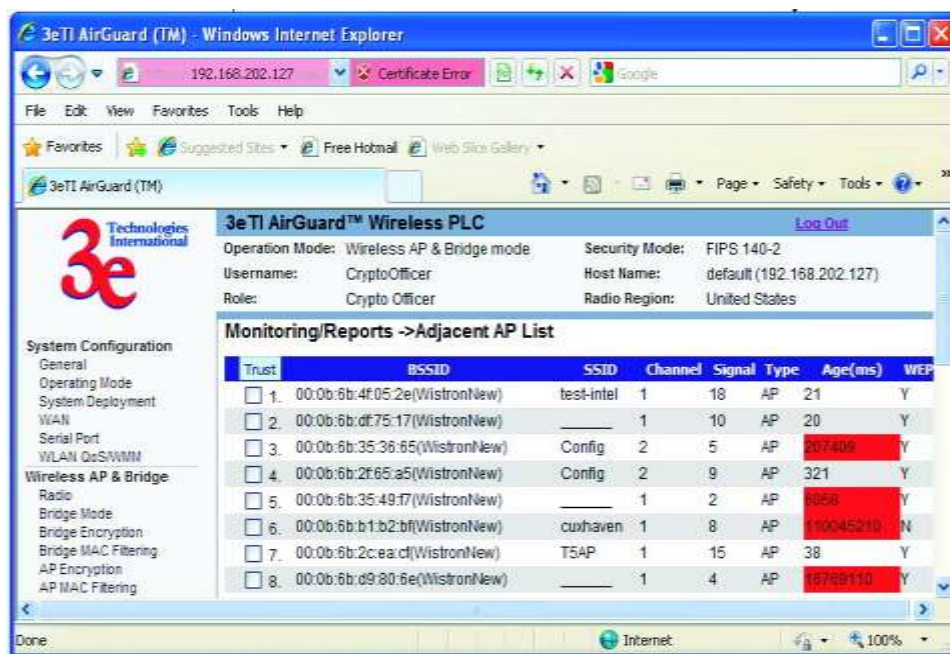 3eTI AirGuard (TM) - Windows Internet Explorer
192.168.202.127 Certificate Error Google
File Edit View Favorites Tools Help
Favorites Suggested Sites Free Hotmail Web Slice Gallery
3eTI AirGuard (TM) Page Safety Tools
3e Technologies International
3eTI AirGuard™ Wireless PLC Log Out
Operation Mode: Wireless AP & Bridge mode Security Mode: FIPS 140-2
Username: CryptoOfficer Host Name: default (192.168.202.127)
Role: Crypto Officer Radio Region: United States
System Configuration
General
Operating Mode
System Deployment
WAN
Serial Port
WLAN QoS/WMM
Wireless AP & Bridge
Radio
Bridge Mode
Bridge Encryption
Bridge MAC Filtering
AP Encryption
AP MAC Filtering
Monitoring/Reports ->Adjacent AP List
Trust BSSID SSID Channel Signal Type Age(ms) WEP
1. 00:0b:6b:4f:05:2e(WistronNew) test-intel 1 18 AP 21 Y
2. 00:0b:6b:df:75:17(WistronNew) _____ 1 10 AP 20 Y
3. 00:0b:6b:35:36:65(WistronNew) Config 2 5 AP 207409 Y
4. 00:0b:6b:2f:65:a5(WistronNew) Config 2 9 AP 321 Y
5. 00:0b:6b:35:49:f7(WistronNew) _____ 1 2 AP 6058 Y
6. 00:0b:6b:b1:b2:bf(WistronNew) cuxhaven 1 8 AP 110045210 N
7. 00:0b:6b:2c:ea:cf(WistronNew) T5AP 1 15 AP 38 Y
8. 00:0b:6b:d9:80:6e(WistronNew) _____ 1 4 AP 16769110 Y
Done Internet 100%